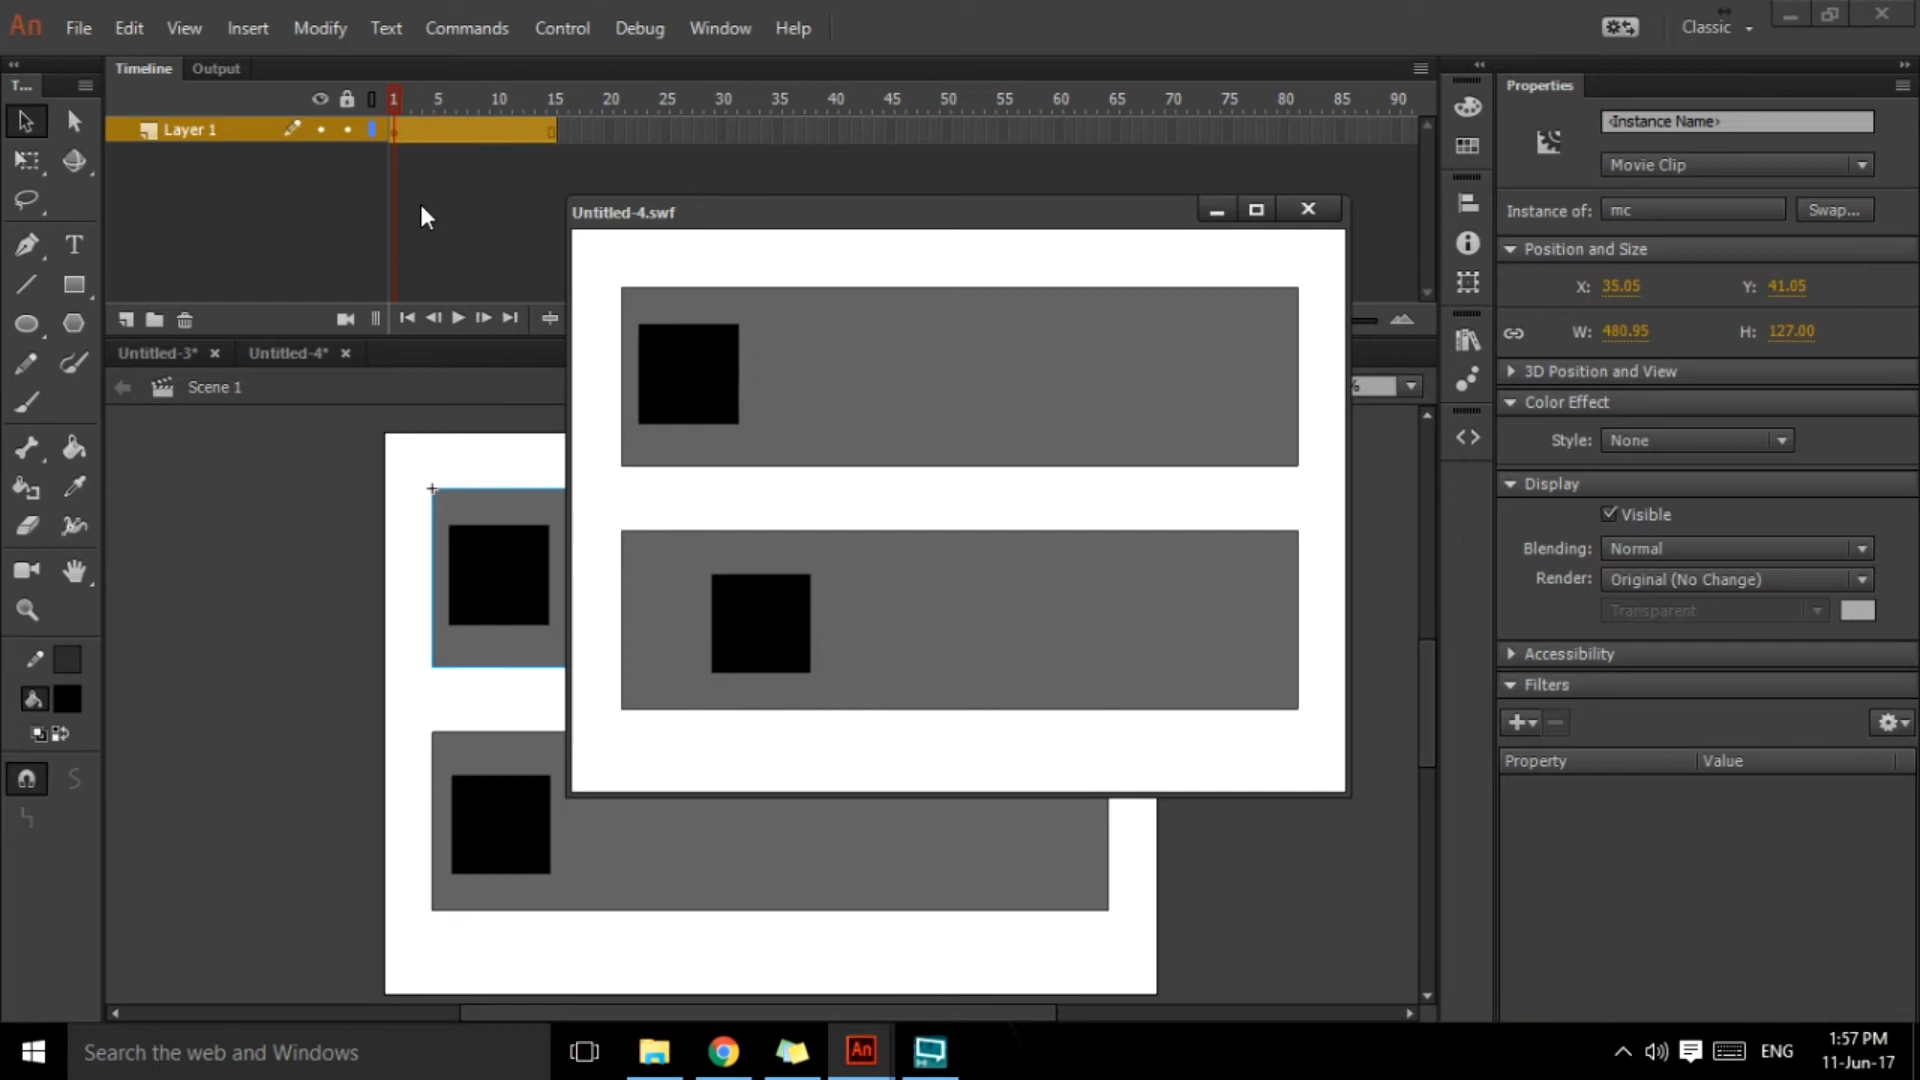 An File Edit View Insert Modify Text Commands Control Debug Window Help Classic
Timeline Output
T...
1 5 10 15 20 25 30 35 40 45 50 55 60 65 70 75 80 85 90
Layer 1
Untitled-3* Untitled-4*
Scene 1
%
Untitled-4.swf
Properties
<Instance Name>
Movie Clip
Instance of: mc Swap...
Position and Size
X: 35.05 Y: 41.05
W: 480.95 H: 127.00
3D Position and View
Color Effect
Style: None
Display
Visible
Blending: Normal
Render: Original (No Change)
Transparent
Accessibility
Filters
Property Value
Search the web and Windows
An
ENG
1:57 PM
11-Jun-17